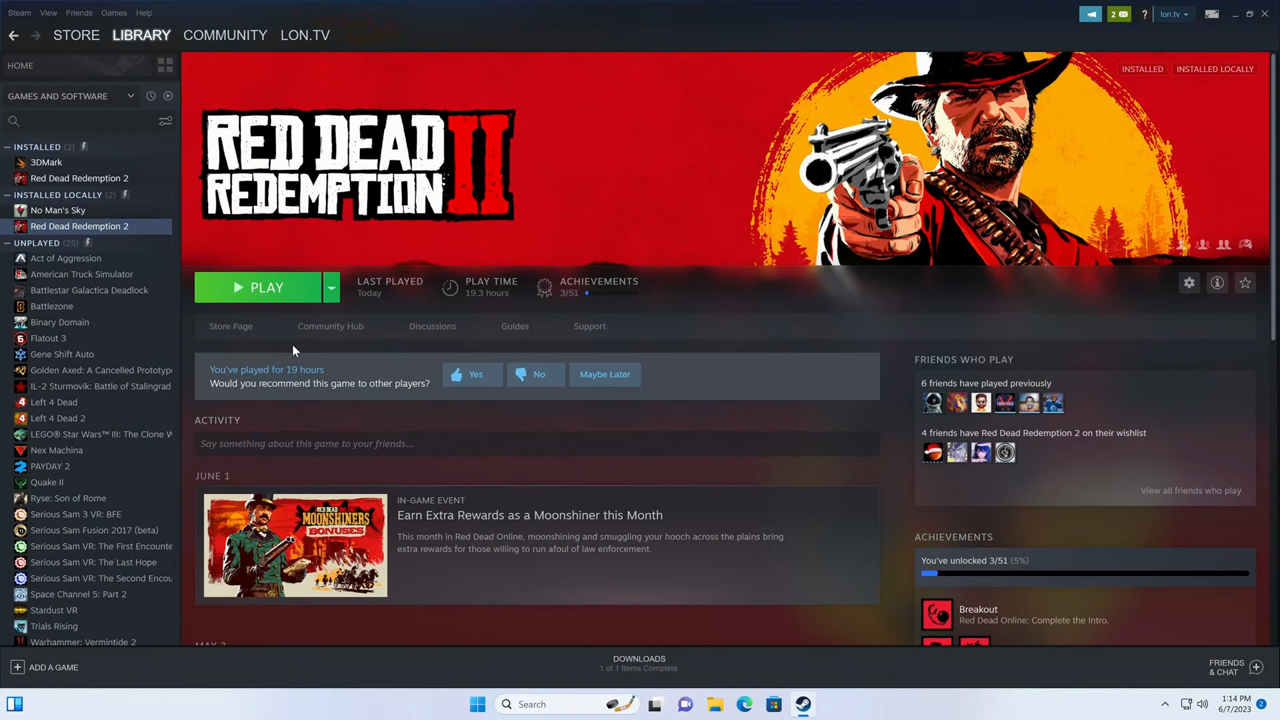 Steam View Friends Games Help
2
?
lon.tv
STORE LIBRARY COMMUNITY LON.TV
HOME
GAMES AND SOFTWARE
INSTALLED (2)
3DMark
Red Dead Redemption 2
INSTALLED LOCALLY (2)
No Man's Sky
Red Dead Redemption 2
UNPLAYED (25)
Act of Aggression
American Truck Simulator
Battlestar Galactica Deadlock
Battlezone
Binary Domain
Flatout 3
Gene Shift Auto
Golden Axed: A Cancelled Prototype
IL-2 Sturmovik: Battle of Stalingrad
Left 4 Dead
Left 4 Dead 2
LEGO® Star Wars™ III: The Clone W
Nex Machina
PAYDAY 2
Quake II
Ryse: Son of Rome
Serious Sam 3 VR: BFE
Serious Sam Fusion 2017 (beta)
Serious Sam VR: The First Encounte
Serious Sam VR: The Last Hope
Serious Sam VR: The Second Encou
Space Channel 5: Part 2
Stardust VR
Trials Rising
Warhammer: Vermintide 2
ADD A GAME
INSTALLED INSTALLED LOCALLY
RED DEAD
REDEMPTION
II
PLAY
LAST PLAYED
Today
PLAY TIME
19.3 hours
ACHIEVEMENTS
3/51
Store Page Community Hub Discussions Guides Support
You've played for 19 hours
Would you recommend this game to other players?
Yes
No
Maybe Later
ACTIVITY
Say something about this game to your friends...
JUNE 1
RED DEAD
REDEMPTION
MOONSHINERS
BONUSES
IN-GAME EVENT
Earn Extra Rewards as a Moonshiner this Month
This month in Red Dead Online, moonshining and smuggling your hooch across the plains bring
extra rewards for those willing to run afoul of law enforcement.
FRIENDS WHO PLAY
6 friends have played previously
4 friends have Red Dead Redemption 2 on their wishlist
View all friends who play
ACHIEVEMENTS
You've unlocked 3/51 (5%)
Breakout
Red Dead Online: Complete the Intro.
DOWNLOADS
1 of 1 Items Complete
FRIENDS
& CHAT
Search
1:14 PM
6/7/2023
2